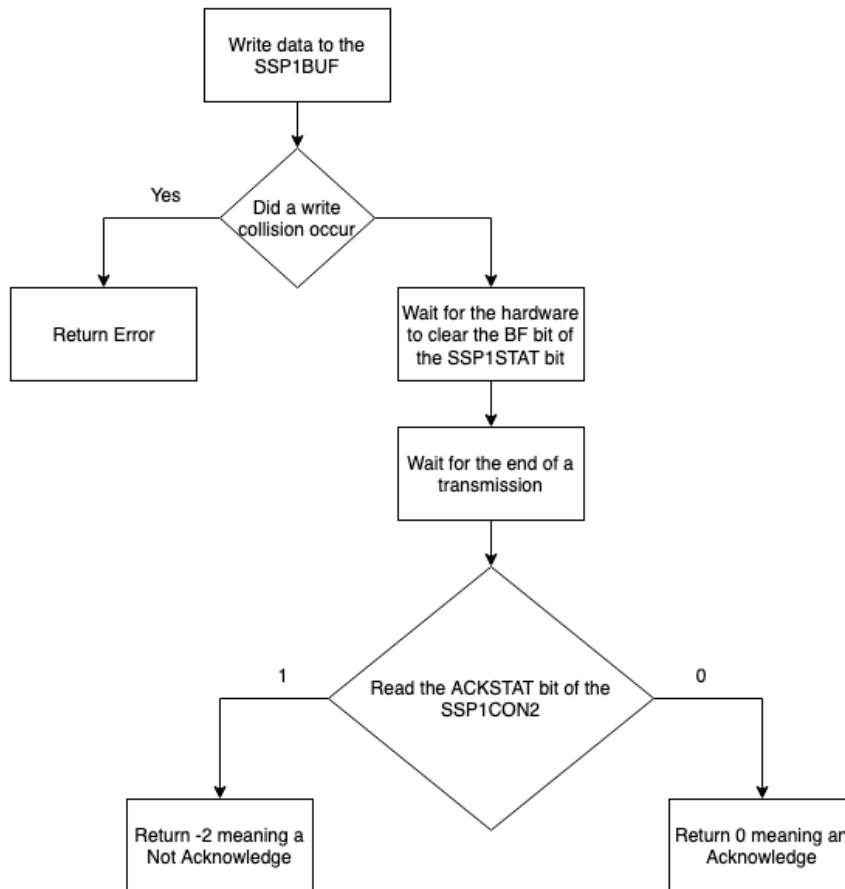 Write data to the
SSP1BUF
Yes
Did a write
collision occur
Return Error
Wait for the hardware
to clear the BF bit of
the SSP1STAT bit
Wait for the end of a
transmission
1
Read the ACKSTAT bit of the
SSP1CON2
0
Return -2 meaning a
Not Acknowledge
Return 0 meaning an
Acknowledge